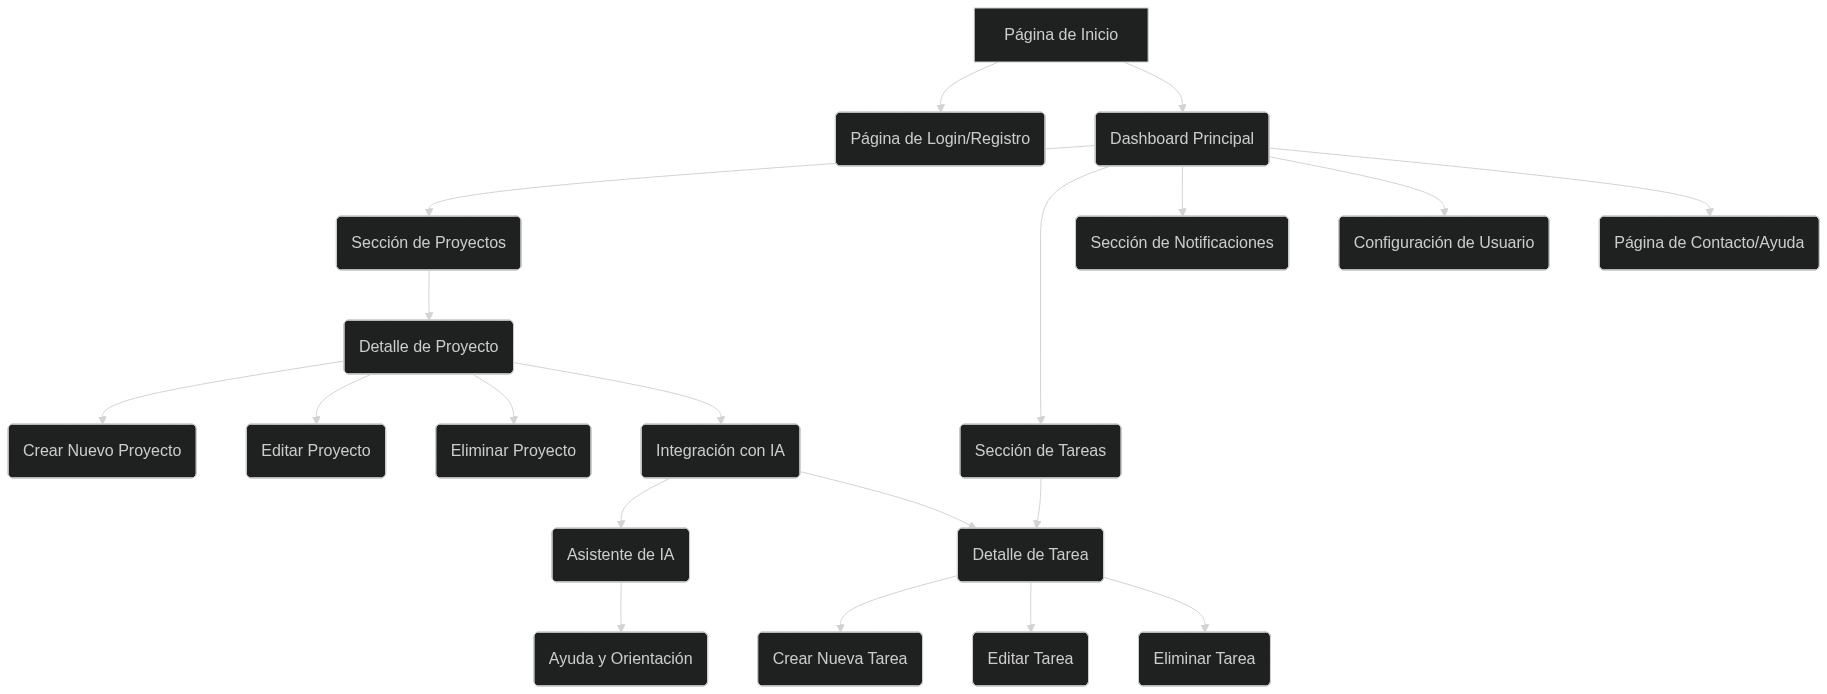 Página de Inicio
Página de Login/Registro
Dashboard Principal
Sección de Proyectos
Sección de Notificaciones
Configuración de Usuario
Página de Contacto/Ayuda
Detalle de Proyecto
Crear Nuevo Proyecto
Editar Proyecto
Eliminar Proyecto
Integración con IA
Sección de Tareas
Asistente de IA
Detalle de Tarea
Ayuda y Orientación
Crear Nueva Tarea
Editar Tarea
Eliminar Tarea